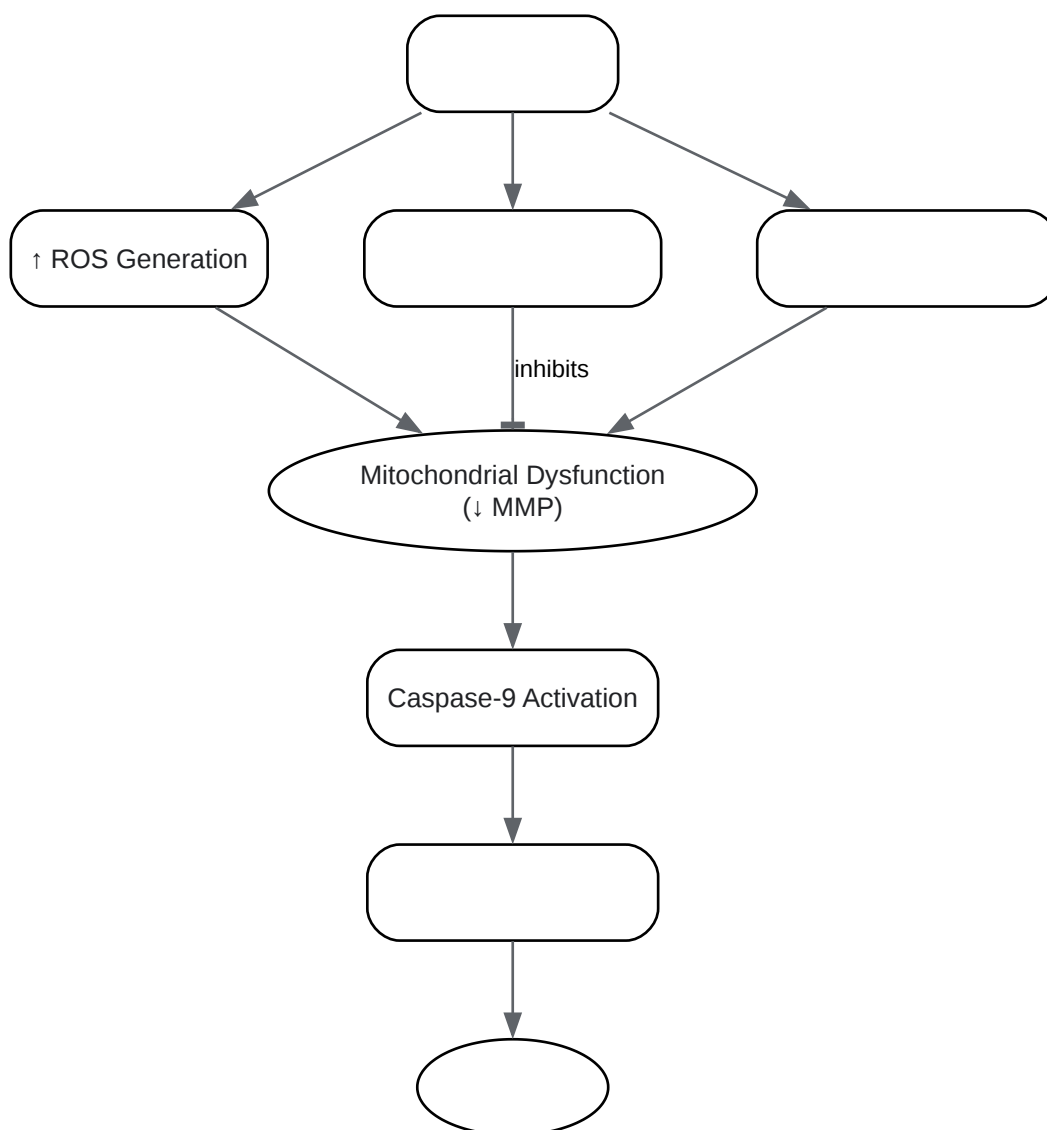 ↑ ROS Generation
inhibits
Mitochondrial Dysfunction
(↓ MMP)
Caspase-9 Activation